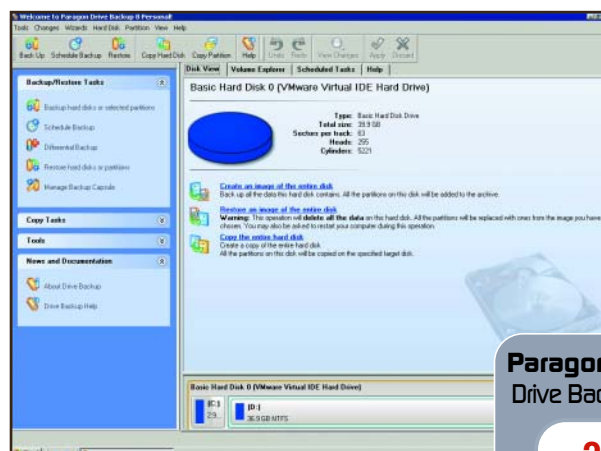 Welcome to Paragon Drive Backup 8 Personal
Tools Changes Wizards Hard Disk Partition View Help
Back Up Schedule Backup Restore Copy Hard Disk Copy Partition Help Undo Redo View Changes Apply Discard
Disk View Volume Explorer Scheduled Tasks Help
Backup/Restore Tasks
Backup hard disks or selected partitions
Schedule Backup
Differential Backup
Restore hard disks or partitions
Manage Backup Capsule
Copy Tasks
Tools
News and Documentation
About Drive Backup
Drive Backup Help
Basic Hard Disk 0 (VMware Virtual IDE Hard Drive)
Type: Basic Hard Disk Drive
Total size: 39.9 GB
Sectors per track: 63
Heads: 255
Cylinders: 5221
Create an image of the entire disk
Back up all the data this hard disk contains. All the partitions on this disk will be added to the archive.
Restore an image of the entire disk
Warning: This operation will delete all the data on this hard disk. All the partitions will be replaced with ones from the image you have
chosen. You may also be asked to restart your computer during this operation.
Copy the entire hard disk
Create a copy of the entire hard disk
All the partitions on this disk will be copied on the specified target disk.
Basic Hard Disk 0 (VMware Virtual IDE Hard Drive)
(C:)
29...
(D:)
36.9 GB NTFS
Paragon
Drive Bac